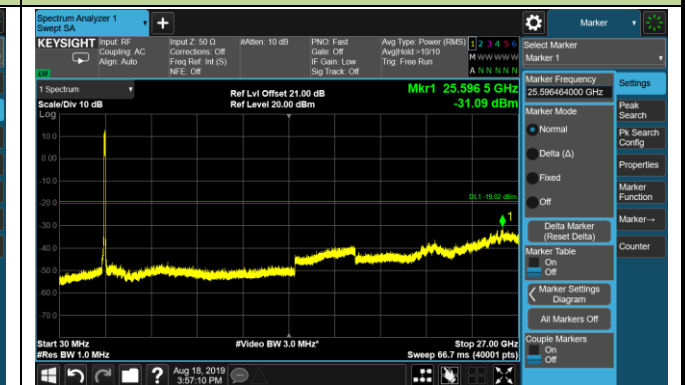 Spectrum Analyzer 1
Swept SA
Marker
KEYSIGHT
Input: RF
Coupling: AC
Align: Auto
Input Z: 50 Ω
Corrections: Off
Freq Ref: Int (S)
NFE: Off
#Atten: 10 dB
PNO: Fast
Gate: Off
IF Gain: Low
Sig Track: Off
Avg Type: Power (RMS)
Avg|Hold >10/10
Trig: Free Run
1 2 3 4 5 6
M W W W W W
A N N N N N
Select Marker
Marker 1
LW
1 Spectrum
Scale/Div 10 dB
Log
Ref Lvl Offset 21.00 dB
Ref Level 20.00 dBm
Mkr1 25.596 5 GHz
-31.09 dBm
10.0
0.00
-10.0
-20.0
-30.0
-40.0
-50.0
-60.0
-70.0
DL1 -19.02 dBm
1
Start 30 MHz
#Res BW 1.0 MHz
#Video BW 3.0 MHz*
Stop 27.00 GHz
Sweep 66.7 ms (40001 pts)
Marker Frequency
25.596464000 GHz
Marker Mode
Normal
Delta (Δ)
Fixed
Off
Delta Marker
(Reset Delta)
Marker Table
On
Off
Marker Settings
Diagram
All Markers Off
Couple Markers
On
Off
Settings
Peak
Search
Pk Search
Config
Properties
Marker
Function
Marker→
Counter
?
Aug 18, 2019
3:57:10 PM